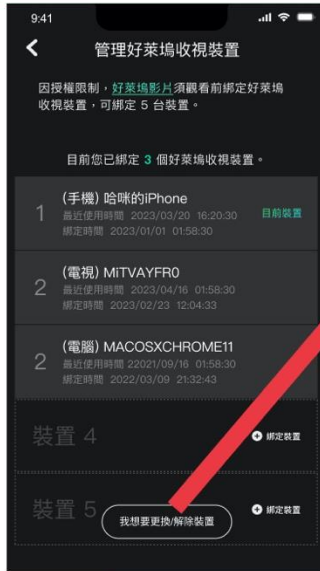 9:41
管理好萊塢收視裝置
因授權限制，好萊塢影片須觀看前綁定好萊塢
收視裝置，可綁定 5 台裝置。
目前您已綁定 3 個好萊塢收視裝置。
1
(手機) 哈咪的iPhone
最近使用時間 2023/03/20 16:20:30
綁定時間 2023/01/01 01:58:30
目前裝置
2
(電視) MiTVAYFR0
最近使用時間 2023/04/16 01:58:30
綁定時間 2023/02/23 12:04:33
2
(電腦) MACOSXCHROME11
最近使用時間 22021/09/16 01:58:30
綁定時間 2022/03/09 21:32:43
裝置 4
綁定裝置
裝置 5
綁定裝置
我想要更換/解除裝置